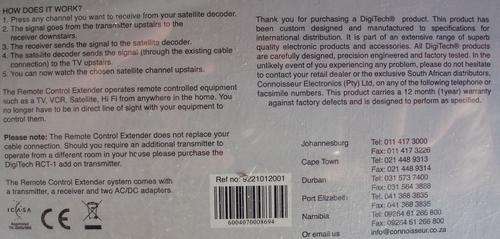 HOW DOES IT WORK?
1. Press any channel you want to receive from your satellite decoder.
2. The signal goes from the transmitter upstairs to the
receiver downstairs.
3. The receiver sends the signal to the satellite decoder.
4. The satellite decoder sends the signal (through the existing cable
connection) to the TV upstairs.
5. You can now watch the chosen satellite channel upstairs.
The Remote Control Extender operates remote controlled equipment
such as a TV, VCR, Satellite, Hi Fi from anywhere in the home. You
no longer have to be in direct line of sight with your equipment to
control them.
Please note: The Remote Control Extender does not replace your
cable connection. Should you require an additional transmitter to
operate from a different room in your house please purchase the
DigiTech RCT-1 add on transmitter.
The Remote Control Extender system comes with
a transmitter, a receiver and two AC/DC adapters.
ICASA
Approved
CE
Ref no: 9221012001
6004070008694
Thank you for purchasing a DigiTech® product. This product has
been custom designed and manufactured to specifications for
international distribution. It is part of an extensive range of superb
quality electronic products and accessories. All DigiTech® products
are carefully designed, precision engineered and factory tested. In the
unlikely event of you experiencing any problem, please do not hesitate
to contact your retail dealer or the exclusive South African distributors,
Connoisseur Electronics (Pty) Ltd, on any of the following telephone or
facsimile numbers. This product carries a 12 month (1year) warranty
against factory defects and is designed to perform as specified.
Johannesburg Tel: 011 417 3000
Fax: 011 417 3226
Cape Town Tel: 021 448 9313
Fax: 021 448 9314
Durban Tel: 031 573 7400
Fax: 031 564 3868
Port Elizabeth Tel: 041 368 3835
Fax: 041 368 3835
Namibia Tel: 09264 61 266 800
Fax: 09264 61 266 800
Or email us info@connoisseur.co.za